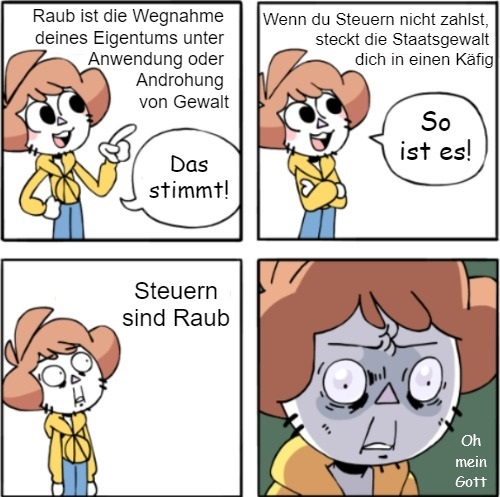 Raub ist die Wegnahme
deines Eigentums unter
Anwendung oder
Androhung
von Gewalt
Das
stimmt!
Wenn du Steuern nicht zahlst,
steckt die Staatsgewalt
dich in einen Käfig
So
ist es!
Steuern
sind Raub
Oh
mein
Gott